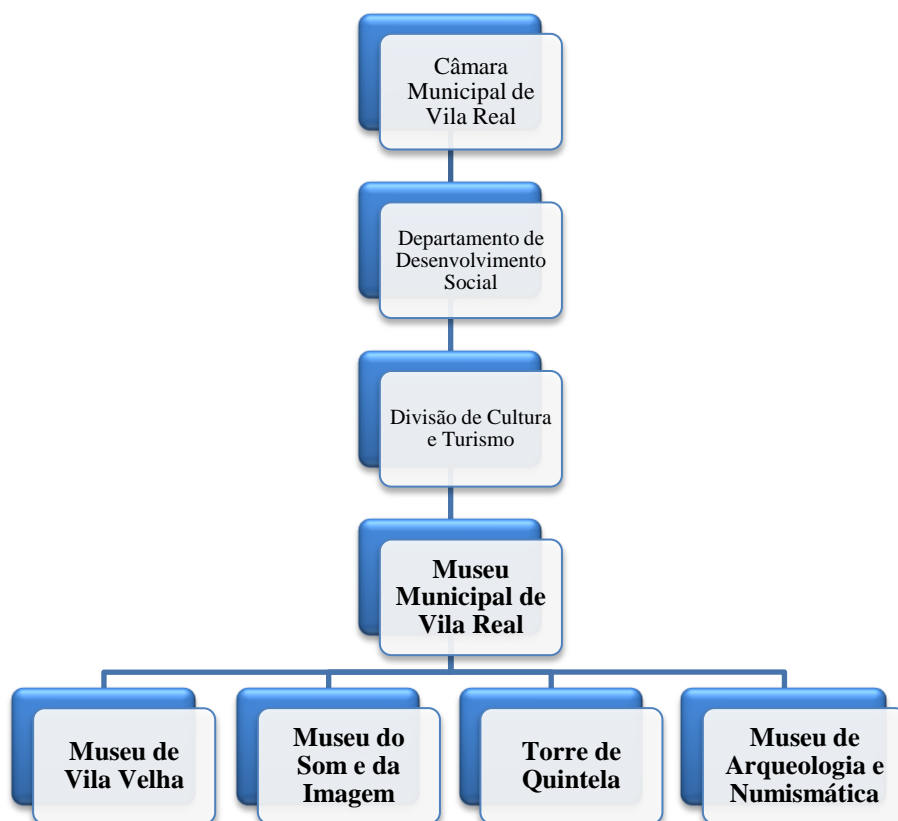 Câmara
Municipal de
Vila Real
Departamento de
Desenvolvimento
Social
Divisão de Cultura
e Turismo
Museu
Municipal de
Vila Real
Museu de
Vila Velha
Museu do
Som e da
Imagem
Torre de
Quintela
Museu de
Arqueologia e
Numismática